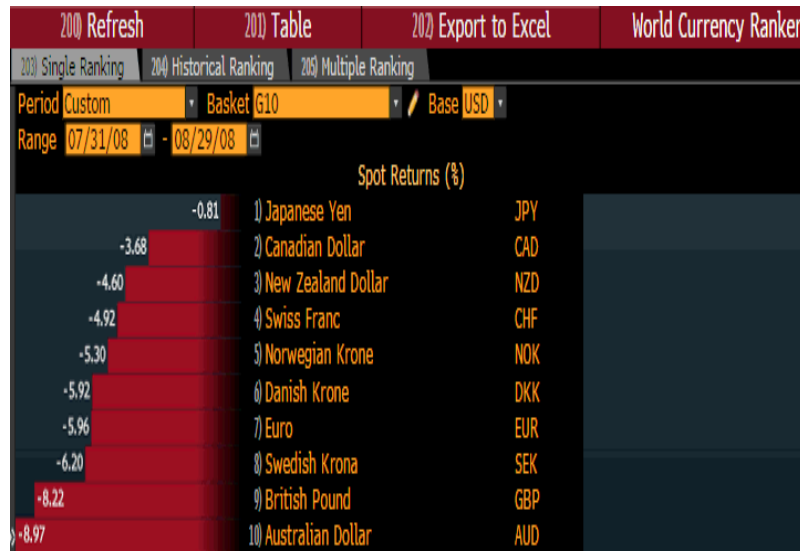 200) Refresh 201) Table 202) Export to Excel World Currency Ranker
203) Single Ranking 204) Historical Ranking 205) Multiple Ranking
Period Custom Basket G10 Base USD
Range 07/31/08 - 08/29/08
Spot Returns (%)
-0.81 1) Japanese Yen JPY
-3.68 2) Canadian Dollar CAD
-4.60 3) New Zealand Dollar NZD
-4.92 4) Swiss Franc CHF
-5.30 5) Norwegian Krone NOK
-5.92 6) Danish Krone DKK
-5.96 7) Euro EUR
-6.20 8) Swedish Krona SEK
-8.22 9) British Pound GBP
-8.97 10) Australian Dollar AUD